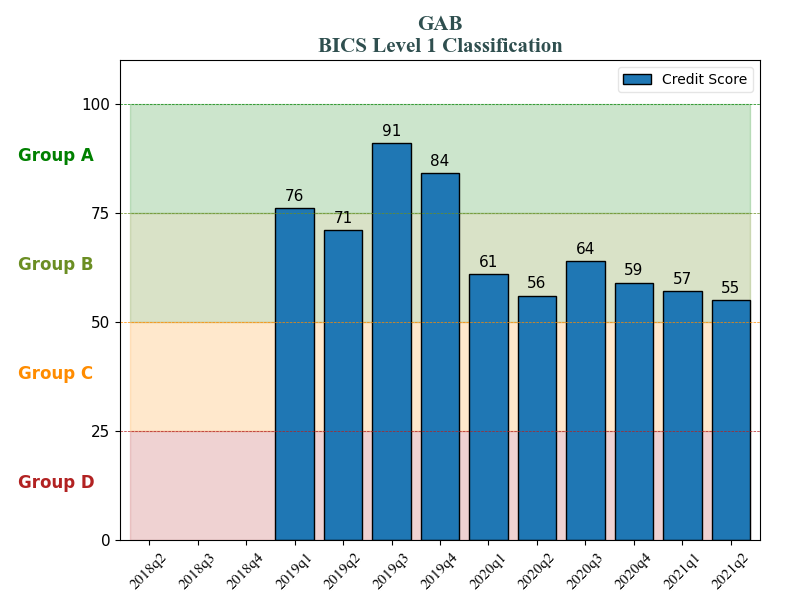 GAB
BICS Level 1 Classification
Credit Score
100
Group A
91
84
76
75
71
Group B
61
64
59
57
56
55
50
Group C
25
Group D
0
2018q2 2018q3 2018q4 2019q1 2019q2 2019q3 2019q4 2020q1 2020q2 2020q3 2020q4 2021q1 2021q2